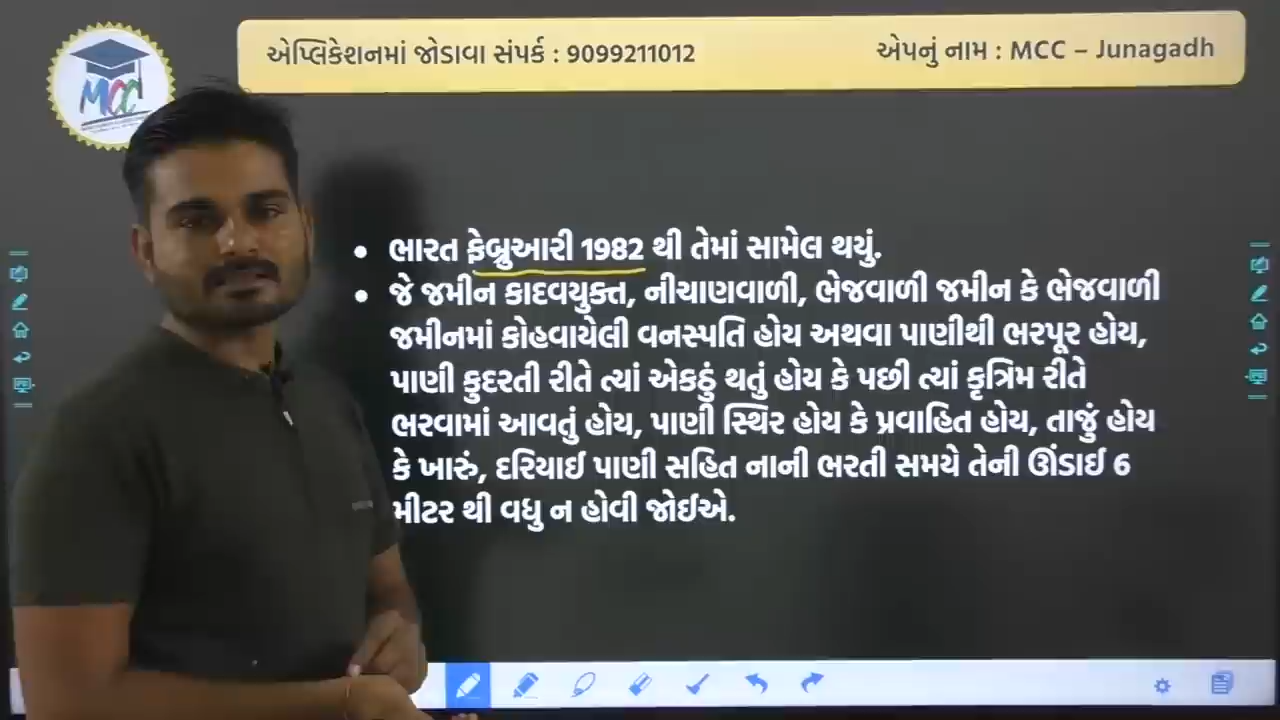 એપ્લિકેશનમાં જોડાવા સંપર્ક : 9099211012
એપનું નામ : MCC – Junagadh
MCC
• ભારત ફેબ્રુઆરી 1982 થી તેમાં સામેલ થયું.
• જે જમીન કાદવયુક્ત, નીચાણવાળી, ભેજવાળી જમીન કે ભેજવાળી
જમીનમાં કોહવાયેલી વનસ્પતિ હોય અથવા પાણીથી ભરપૂર હોય,
પાણી કુદરતી રીતે ત્યાં એકઠું થતું હોય કે પછી ત્યાં કૃત્રિમ રીતે
ભરવામાં આવતું હોય, પાણી સ્થિર હોય કે પ્રવાહિત હોય, તાજું હોય
કે ખારું, દરિયાઈ પાણી સહિત નાની ભરતી સમયે તેની ઊંડાઈ 6
મીટર થી વધુ ન હોવી જોઈએ.